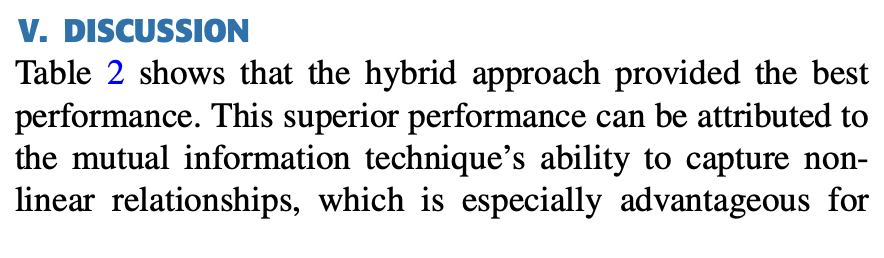 V. DISCUSSION
Table 2 shows that the hybrid approach provided the best
performance. This superior performance can be attributed to
the mutual information technique’s ability to capture non-
linear relationships, which is especially advantageous for